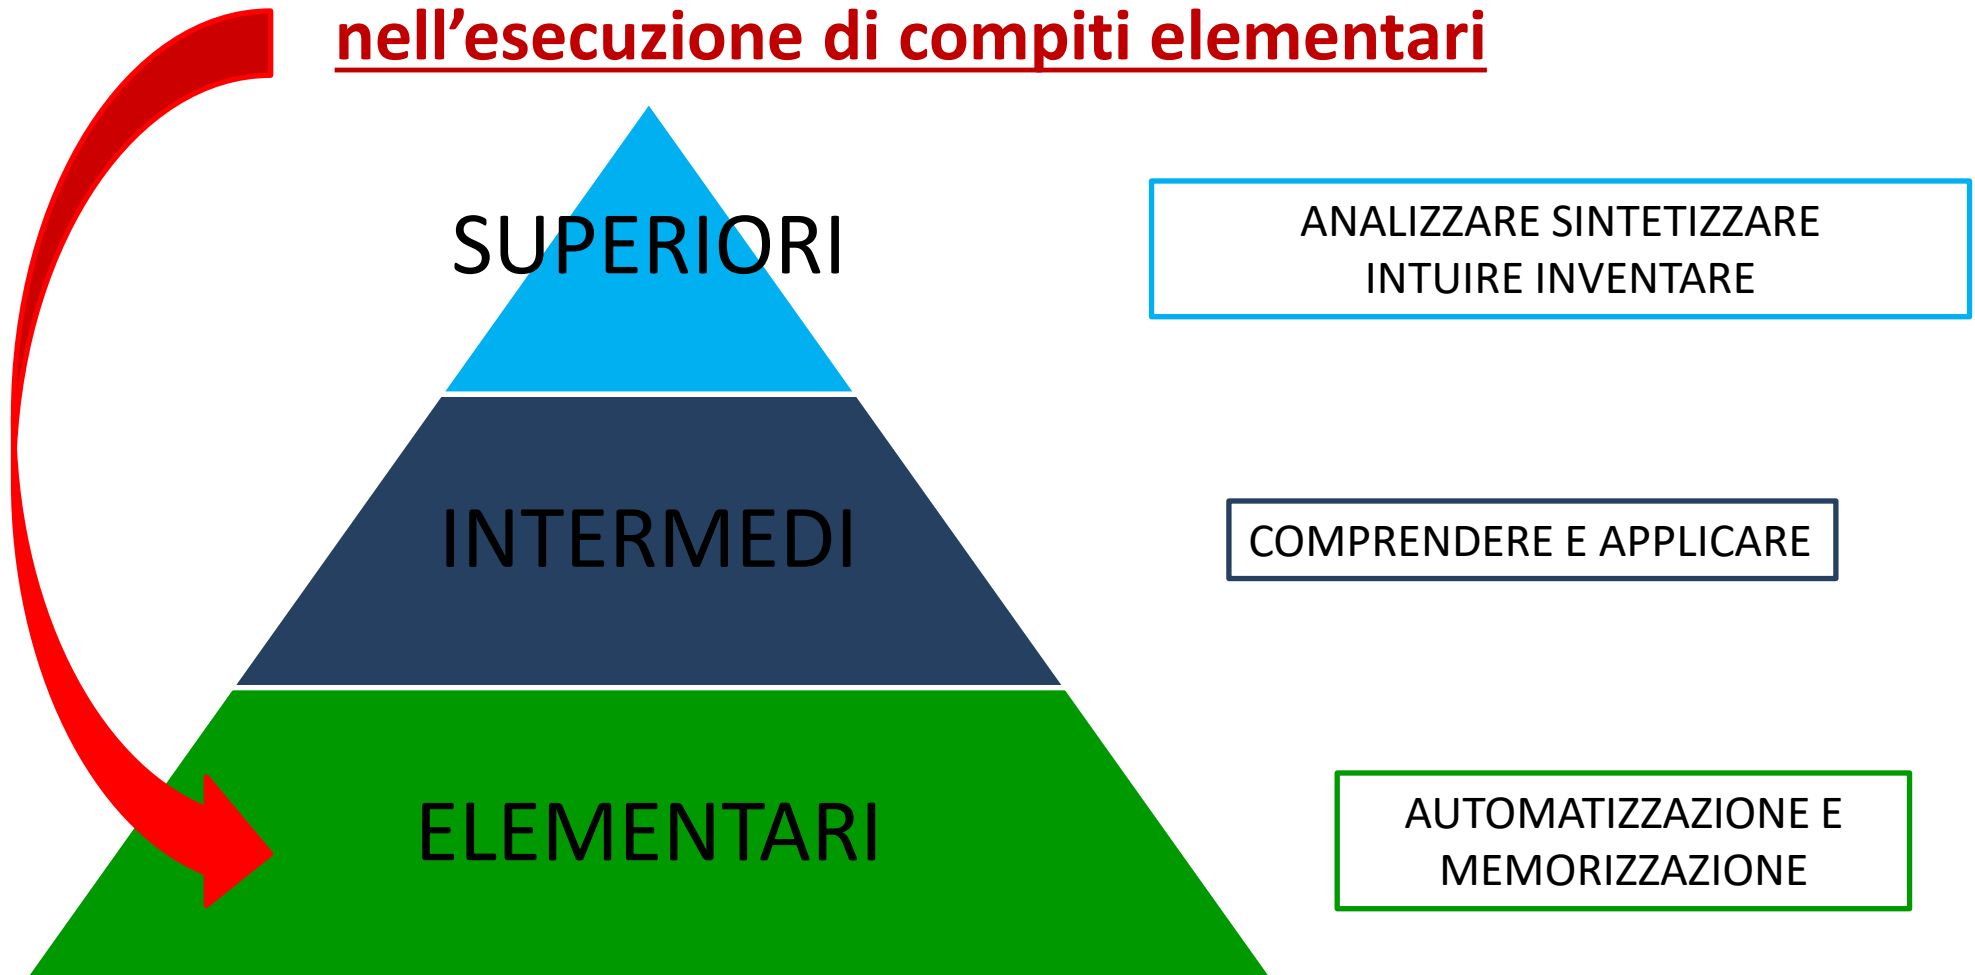 nell’esecuzione di compiti elementari
SUPERIORI
ANALIZZARE SINTETIZZARE
INTUIRE INVENTARE
INTERMEDI
COMPRENDERE E APPLICARE
ELEMENTARI
AUTOMATIZZAZIONE E
MEMORIZZAZIONE